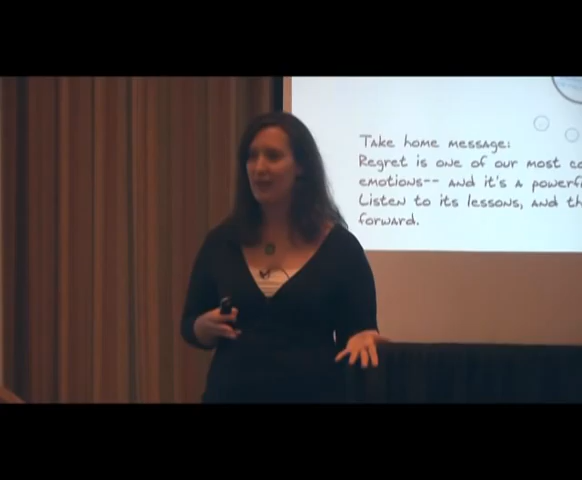 Take home message:
Regret is one of our most
emotions-- and it's a
Listen to its lessons, and
forward.